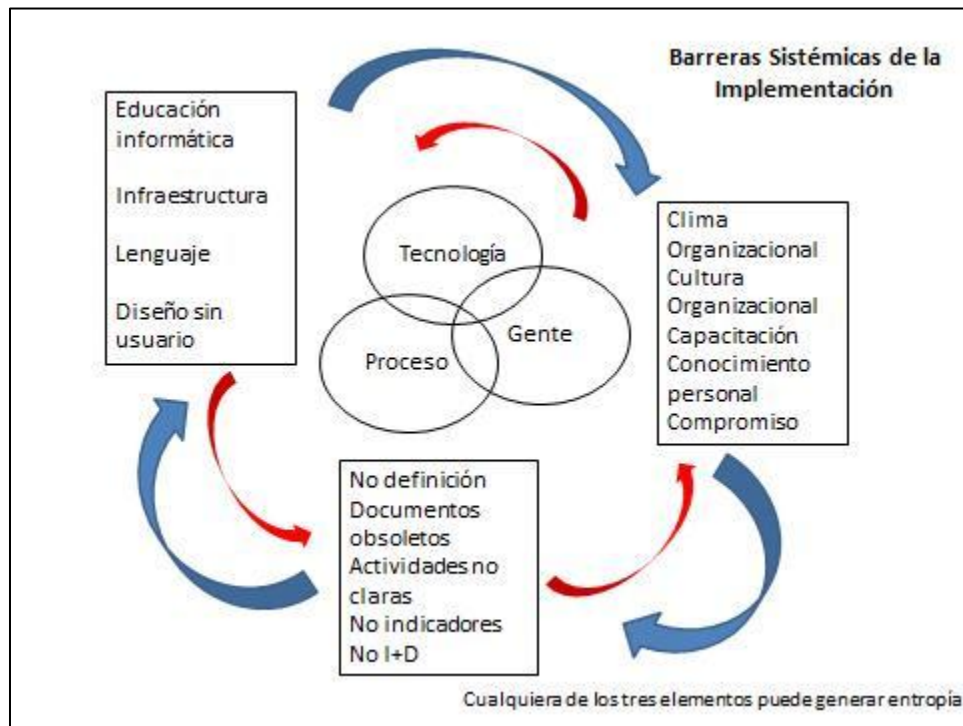 Barreras Sistémicas de la
Implementación
Educación
informática
Infraestructura
Lenguaje
Diseño sin
usuario
Tecnología
Gente
Proceso
Clima
Organizacional
Cultura
Organizacional
Capacitación
Conocimiento
personal
Compromiso
No definición
Documentos
obsoletos
Actividades no
claras
No indicadores
No I+D
Cualquiera de los tres elementos puede generar entropía